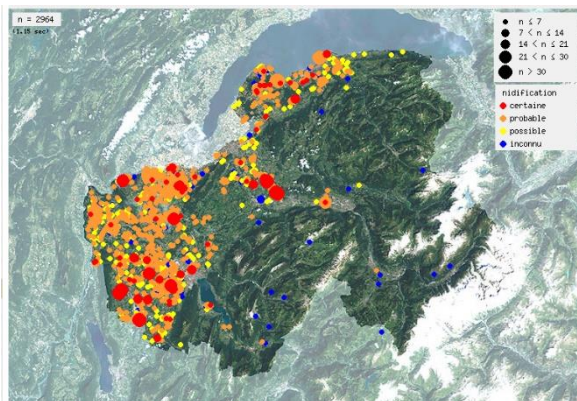 n = 2964
(1.15 sec)
n ≤ 7
7 < n ≤ 14
14 < n ≤ 21
21 < n ≤ 30
n > 30
nidification
certaine
probable
possible
inconnu